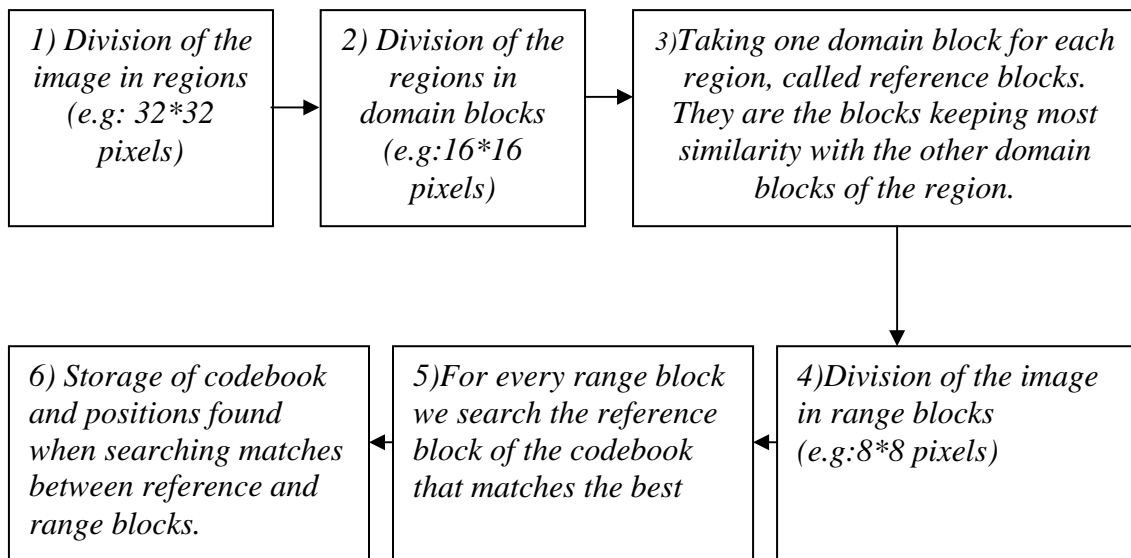 1) Division of the
image in regions
(e.g: 32*32
pixels)
2) Division of the
regions in
domain blocks
(e.g:16*16
pixels)
3)Taking one domain block for each
region, called reference blocks.
They are the blocks keeping most
similarity with the other domain
blocks of the region.
4)Division of the image
in range blocks
(e.g:8*8 pixels)
5)For every range block
we search the reference
block of the codebook
that matches the best
6) Storage of codebook
and positions found
when searching matches
between reference and
range blocks.